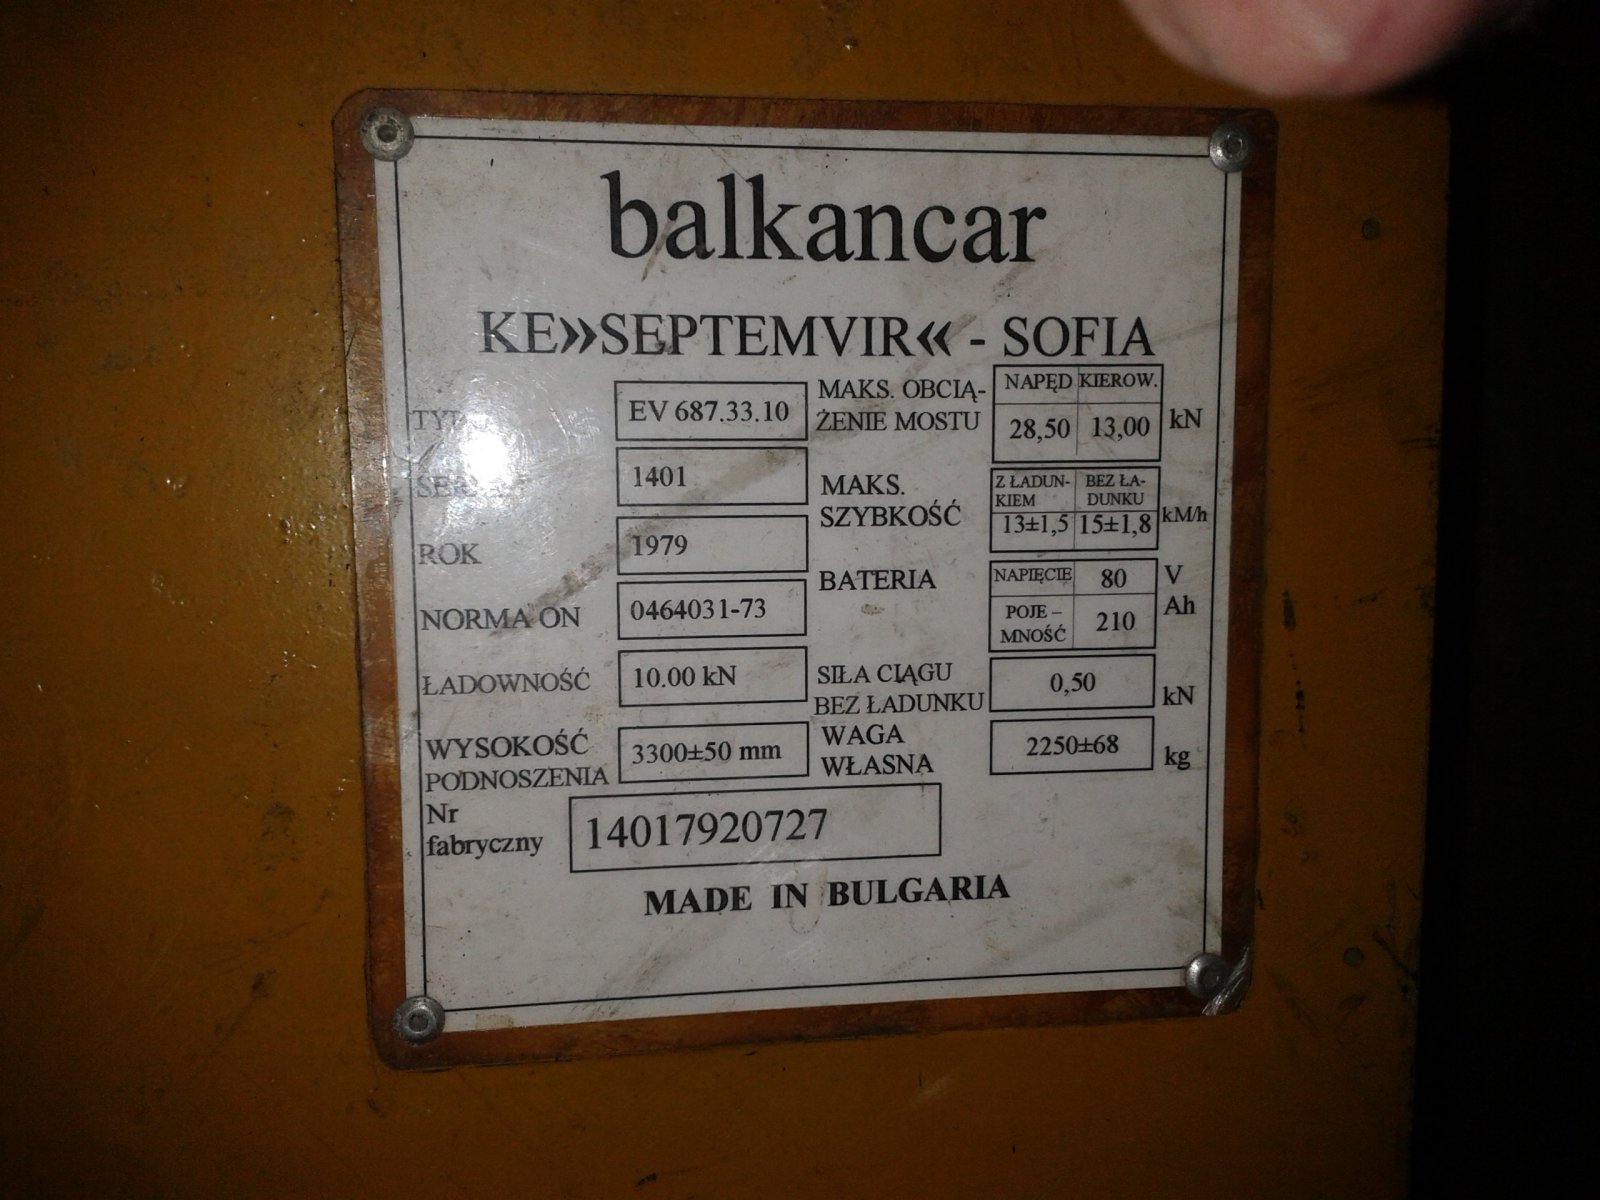 balkancar
KE»SEPTEMVIR« - SOFIA
TYP EV 687.33.10
1401
ROK 1979
NORMA ON 0464031-73
ŁADOWNOŚĆ 10.00 kN
WYSOKOŚĆ
PODNOSZENIA 3300±50 mm
MAKS. OBCIĄ-
ŻENIE MOSTU
NAPĘD KIEROW.
28,50 13,00 kN
MAKS.
SZYBKOŚĆ
Z ŁADUN-
KIEM
BEZ ŁA-
DUNKU
13±1,5 15±1,8 kM/h
BATERIA
NAPIĘCIE 80 V
POJE –
MNOŚĆ
210 Ah
SIŁA CIĄGU
BEZ ŁADUNKU
0,50 kN
WAGA
WŁASNA
2250±68 kg
Nr
fabryczny
14017920727
MADE IN BULGARIA